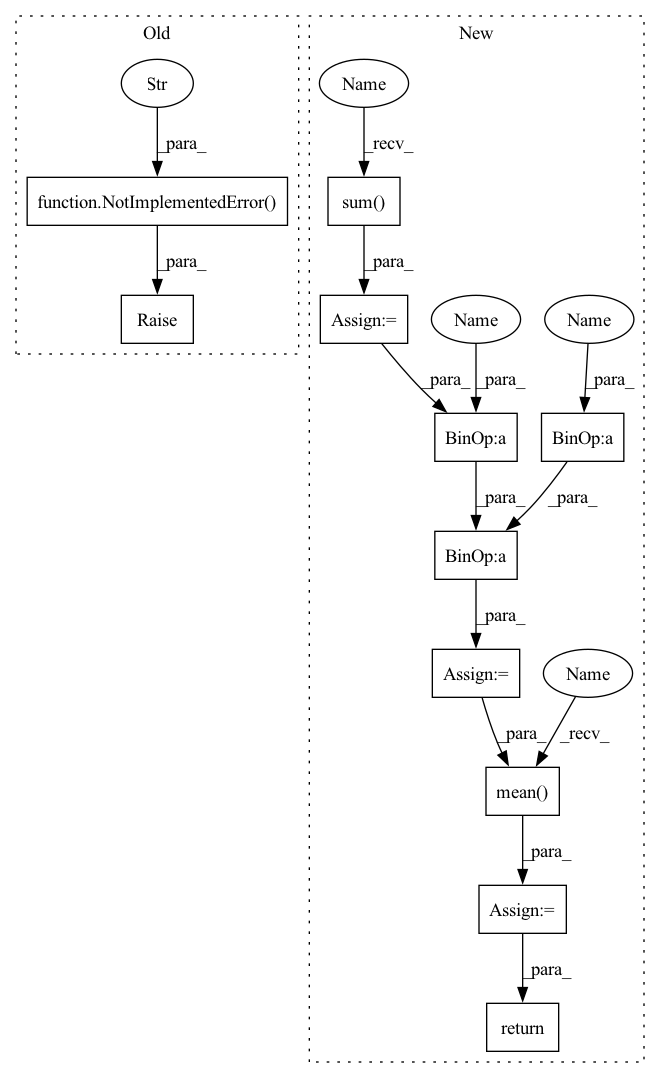 Old
New
Str
Name
_para_
_recv_
function.NotImplementedError()
sum()
_para_
_para_
Raise
Assign:=
Name
Name
_para_
_para_
_para_
BinOp:a
BinOp:a
_para_
_para_
BinOp:a
_para_
Assign:=
Name
_para_
_recv_
mean()
_para_
Assign:=
_para_
return